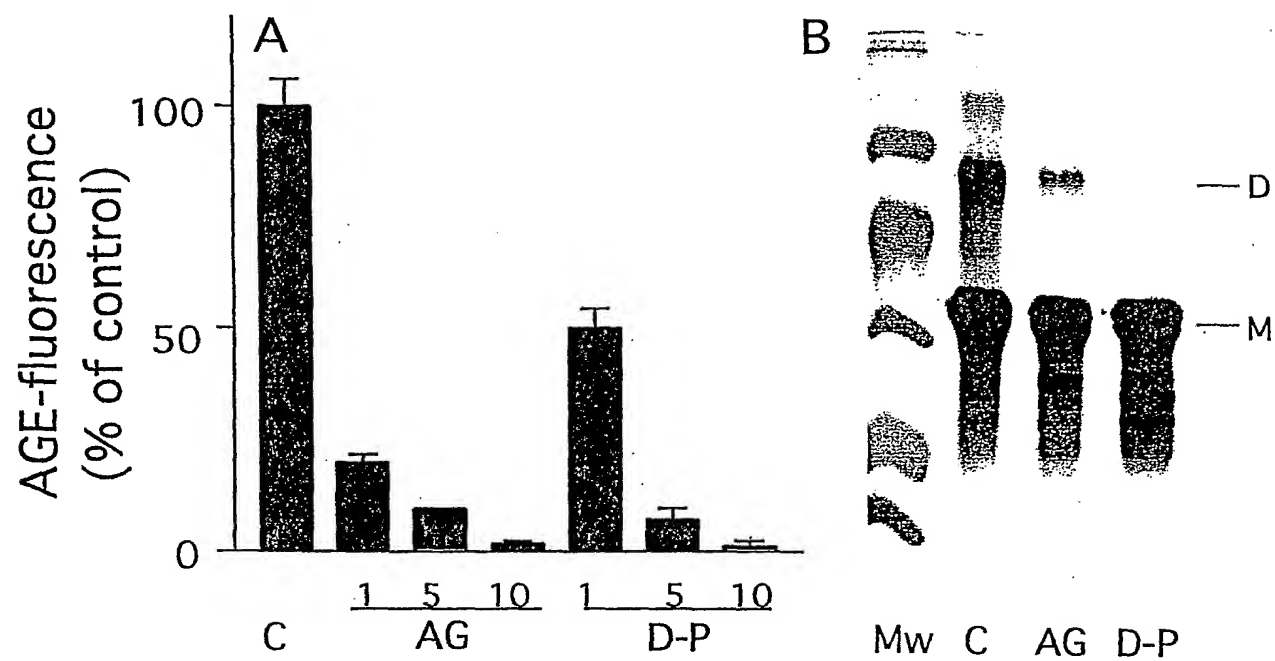 A
AGE-fluorescence
(% of control)
100
50
0
1 5 10 1 5 10
C AG D-P
B
D
M
Mw C AG D-P